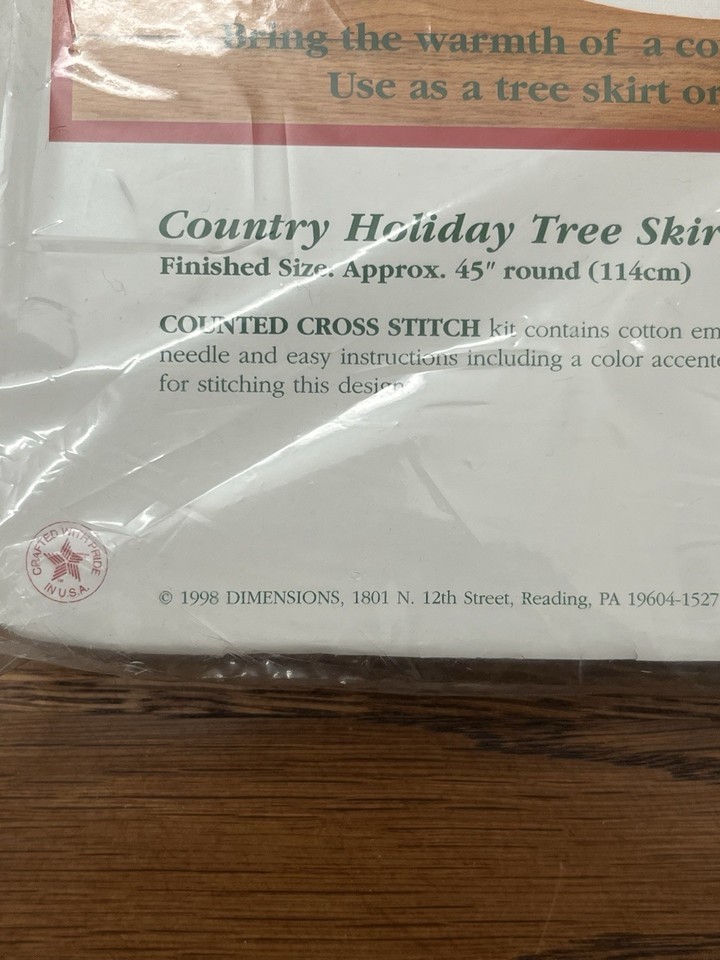 Bring the warmth of a co
Use as a tree skirt or
Country Holiday Tree Skir
Finished Size: Approx. 45" round (114cm)
COUNTED CROSS STITCH kit contains cotton em
needle and easy instructions including a color accente
for stitching this design
CRAFTED WITH PRIDE
IN U.S.A.
© 1998 DIMENSIONS, 1801 N. 12th Street, Reading, PA 19604-1527